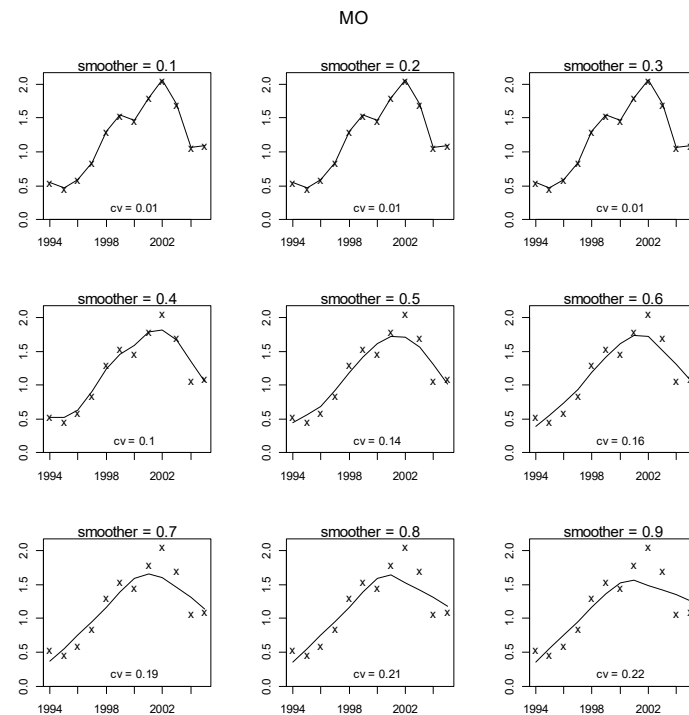 MO
smoother = 0.1
2.0
1.5
1.0
0.5
0.0
cv = 0.01
1994 1998 2002
smoother = 0.2
2.0
1.5
1.0
0.5
0.0
cv = 0.01
1994 1998 2002
smoother = 0.3
2.0
1.5
1.0
0.5
0.0
cv = 0.01
1994 1998 2002
smoother = 0.4
2.0
1.5
1.0
0.5
0.0
cv = 0.1
1994 1998 2002
smoother = 0.5
2.0
1.5
1.0
0.5
0.0
cv = 0.14
1994 1998 2002
smoother = 0.6
2.0
1.5
1.0
0.5
0.0
cv = 0.16
1994 1998 2002
smoother = 0.7
2.0
1.5
1.0
0.5
0.0
cv = 0.19
1994 1998 2002
smoother = 0.8
2.0
1.5
1.0
0.5
0.0
cv = 0.21
1994 1998 2002
smoother = 0.9
2.0
1.5
1.0
0.5
0.0
cv = 0.22
1994 1998 2002